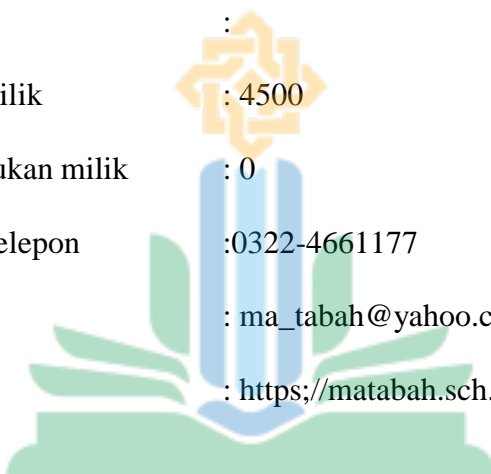 :
ilik : 4500
ukan milik : 0
elepon :0322-4661177
: ma_tabah@yahoo.c
: https;//matabah.sch.